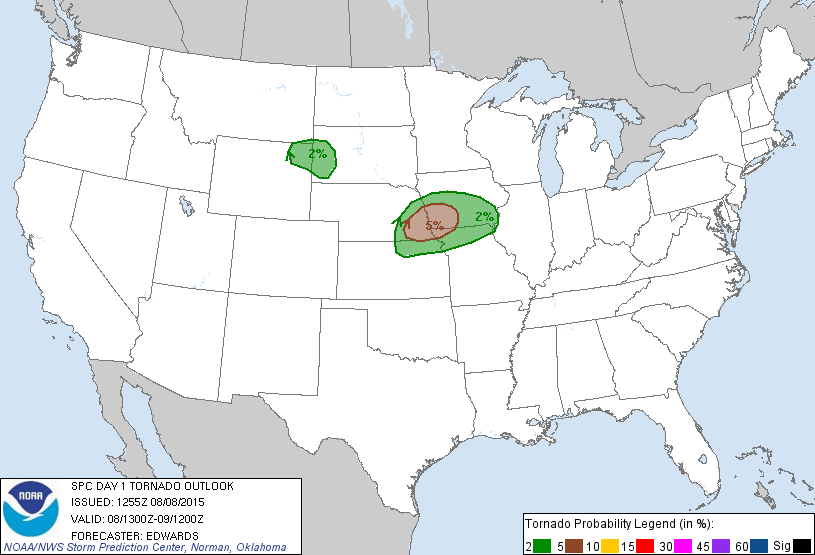 2%
2%
5%
NOAA
SPC DAY 1 TORNADO OUTLOOK
ISSUED: 1255Z 08/08/2015
VALID: 08/1300Z-09/1200Z
FORECASTER: EDWARDS
NOAA/NWS Storm Prediction Center, Norman, Oklahoma
Tornado Probability Legend (in %):
2 5 10 15 30 45 60 Sig